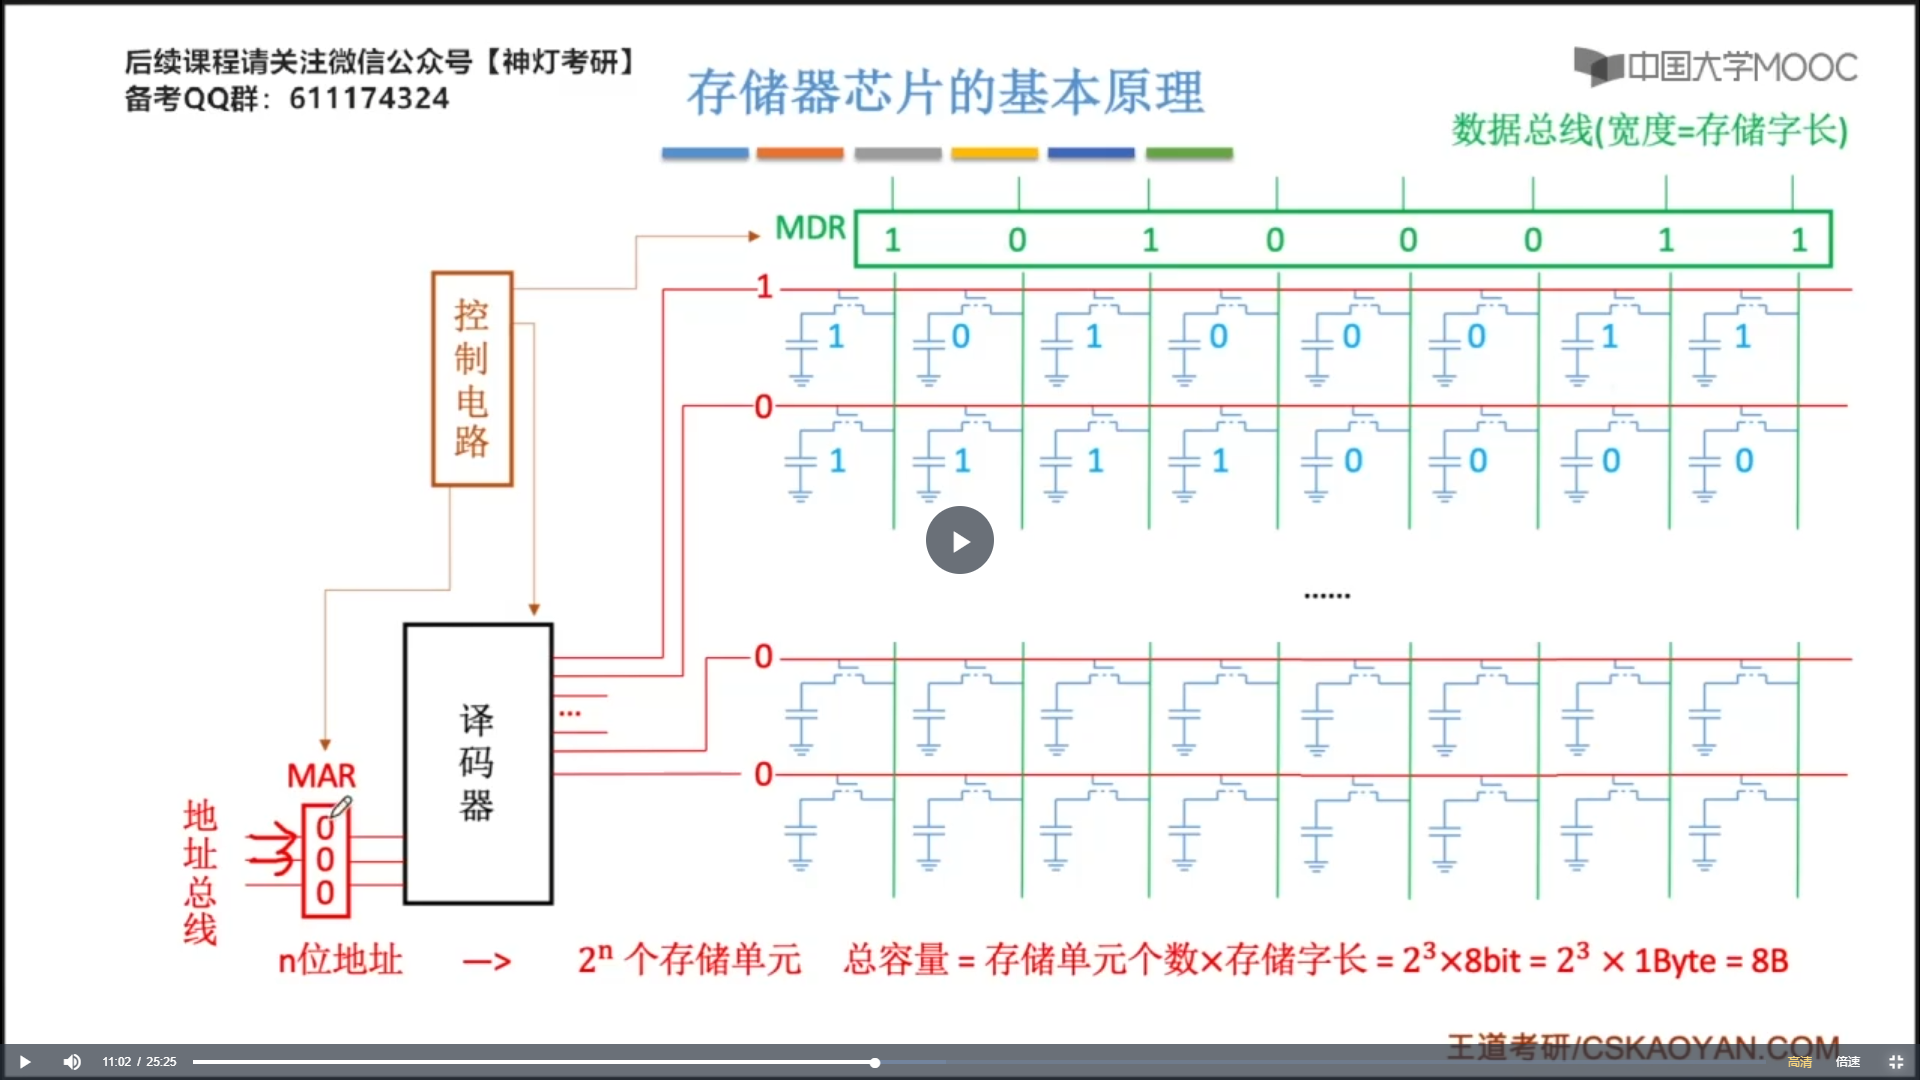 后续课程请关注微信公众号【神灯考研】
备考QQ群：611174324
存储器芯片的基本原理
中国大学MOOC
数据总线(宽度=存储字长)
MDR 1 0 1 0 0 0 1 1
控制电路
1
1 0 1 0 0 0 1 1
0
1 1 1 1 0 0 0 0
······
0
译码器
...
0
MAR
地址总线
0
0
0
n位地址 —> 2ⁿ 个存储单元 总容量 = 存储单元个数×存储字长 = 2³×8bit = 2³ × 1Byte = 8B
王道考研/CSKAOYAN.COM
11:02 / 25:25
高清 倍速